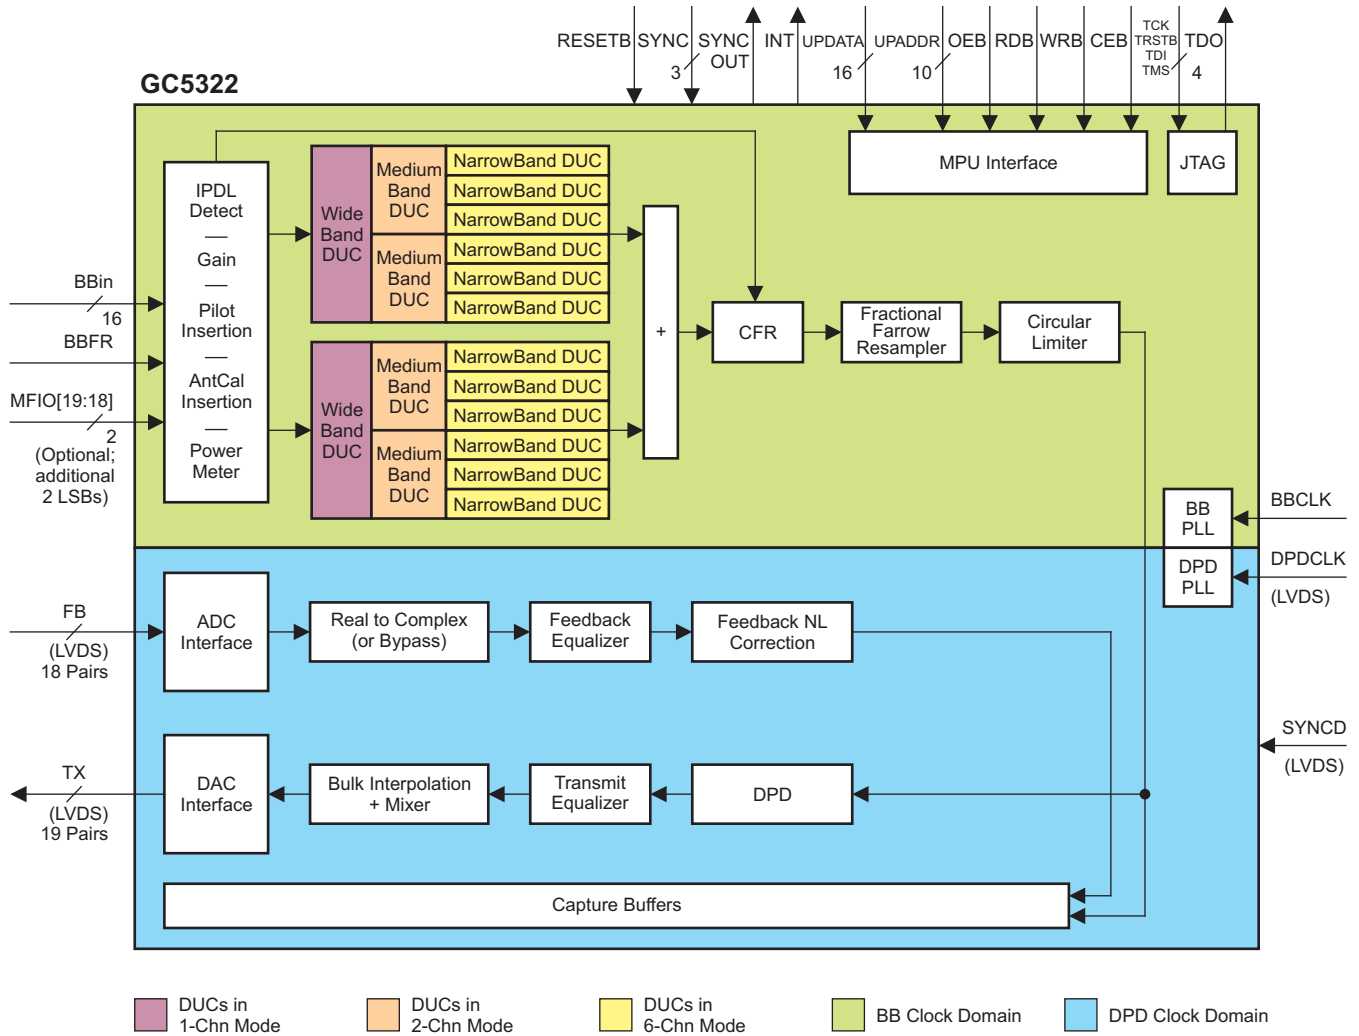 GC5322
RESETB
SYNC
3
SYNC
OUT
INT
UPDATA
16
UPADDR
10
OEB
RDB
WRB
CEB
TCK
TRSTB
TDI
TMS
4
TDO
MPU Interface
JTAG
IPDL
Detect
Gain
Pilot
Insertion
AntCal
Insertion
Power
Meter
BBin
16
BBFR
MFIO[19:18]
2
(Optional;
additional
2 LSBs)
Wide
Band
DUC
Medium
Band
DUC
Medium
Band
DUC
NarrowBand DUC
NarrowBand DUC
NarrowBand DUC
NarrowBand DUC
NarrowBand DUC
NarrowBand DUC
Wide
Band
DUC
Medium
Band
DUC
Medium
Band
DUC
NarrowBand DUC
NarrowBand DUC
NarrowBand DUC
NarrowBand DUC
NarrowBand DUC
NarrowBand DUC
+
CFR
Fractional
Farrow
Resampler
Circular
Limiter
BB
PLL
BBCLK
DPD
PLL
DPDCLK
(LVDS)
FB
(LVDS)
18 Pairs
ADC
Interface
Real to Complex
(or Bypass)
Feedback
Equalizer
Feedback NL
Correction
SYNCD
(LVDS)
TX
(LVDS)
19 Pairs
DAC
Interface
Bulk Interpolation
+ Mixer
Transmit
Equalizer
DPD
Capture Buffers
DUCs in
1-Chn Mode
DUCs in
2-Chn Mode
DUCs in
6-Chn Mode
BB Clock Domain
DPD Clock Domain